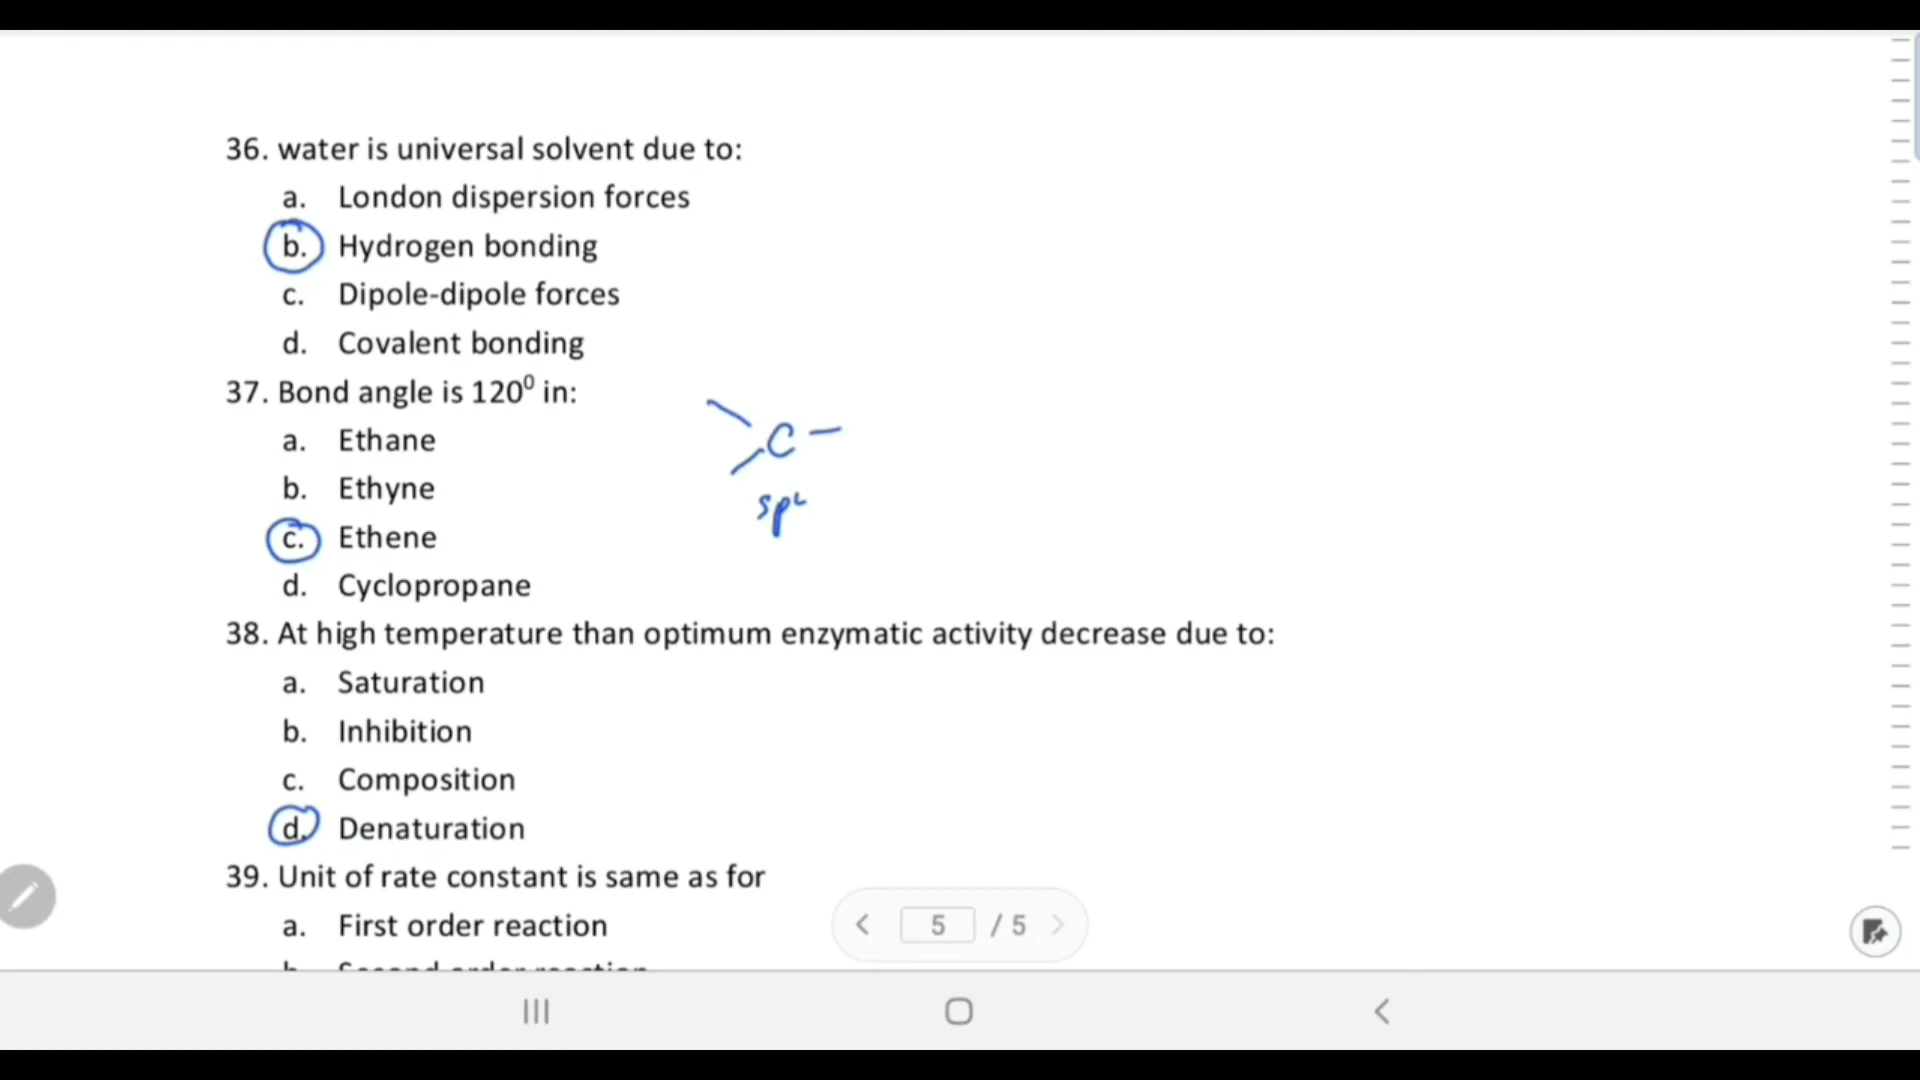 36. water is universal solvent due to:
a. London dispersion forces
b. Hydrogen bonding
c. Dipole-dipole forces
d. Covalent bonding
37. Bond angle is 120⁰ in:
a. Ethane
b. Ethyne
c. Ethene
d. Cyclopropane
C
sp²
38. At high temperature than optimum enzymatic activity decrease due to:
a. Saturation
b. Inhibition
c. Composition
d. Denaturation
39. Unit of rate constant is same as for
a. First order reaction
b. Second order reaction
5 / 5